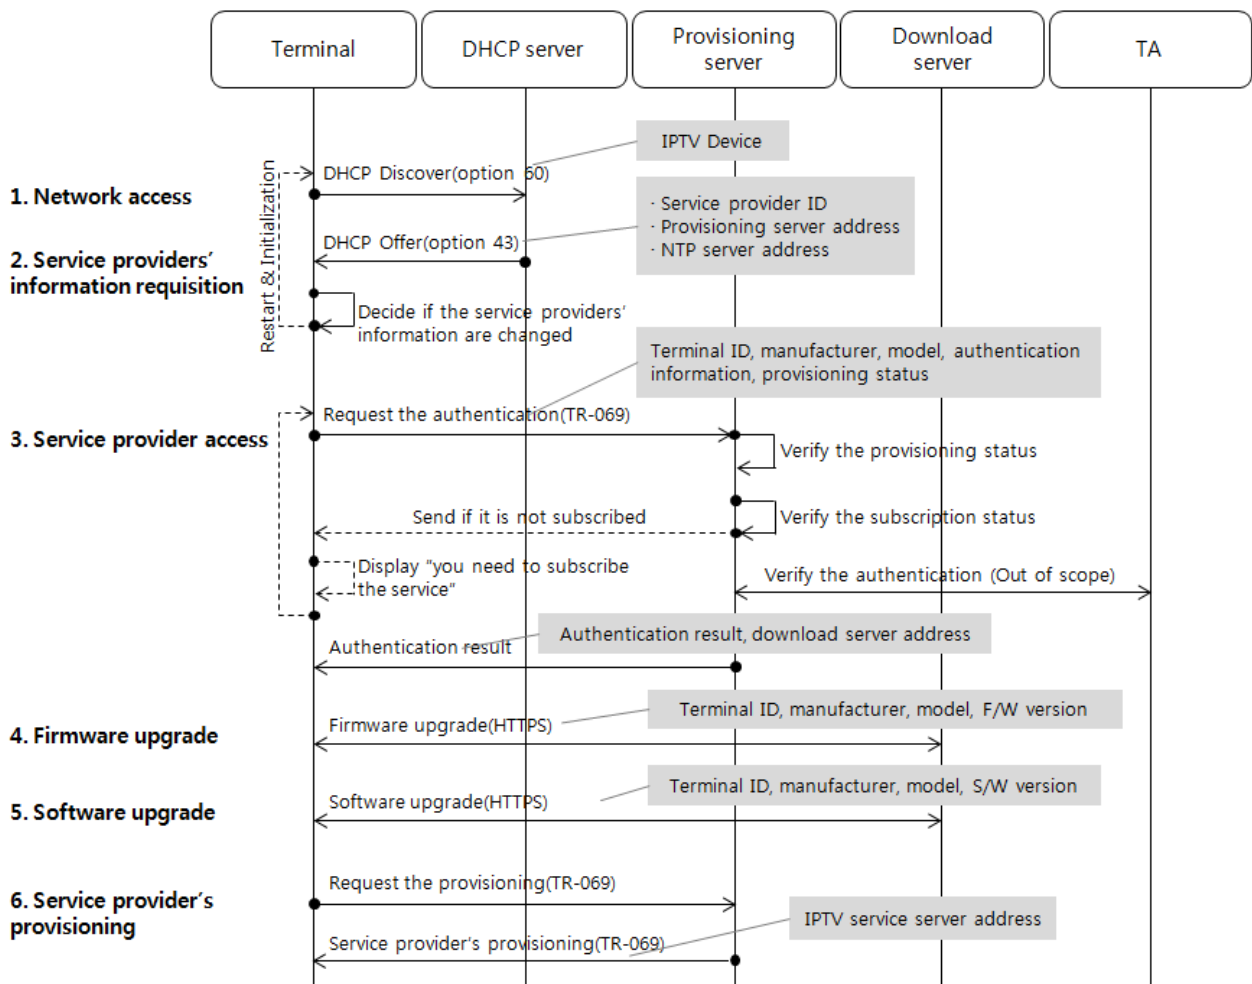 Terminal
DHCP server
Provisioning
server
Download
server
TA
IPTV Device
DHCP Discover(option 60)
1. Network access
· Service provider ID
· Provisioning server address
· NTP server address
DHCP Offer(option 43)
2. Service providers'
information requisition
Restart & Initialization
Decide if the service providers'
information are changed
Terminal ID, manufacturer, model, authentication
information, provisioning status
Request the authentication(TR-069)
3. Service provider access
Verify the provisioning status
Send if it is not subscribed
Verify the subscription status
Display "you need to subscribe
the service"
Verify the authentication (Out of scope)
Authentication result, download server address
Authentication result
Terminal ID, manufacturer, model, F/W version
Firmware upgrade(HTTPS)
4. Firmware upgrade
Terminal ID, manufacturer, model, S/W version
Software upgrade(HTTPS)
5. Software upgrade
Request the provisioning(TR-069)
6. Service provider's
provisioning
IPTV service server address
Service provider's provisioning(TR-069)